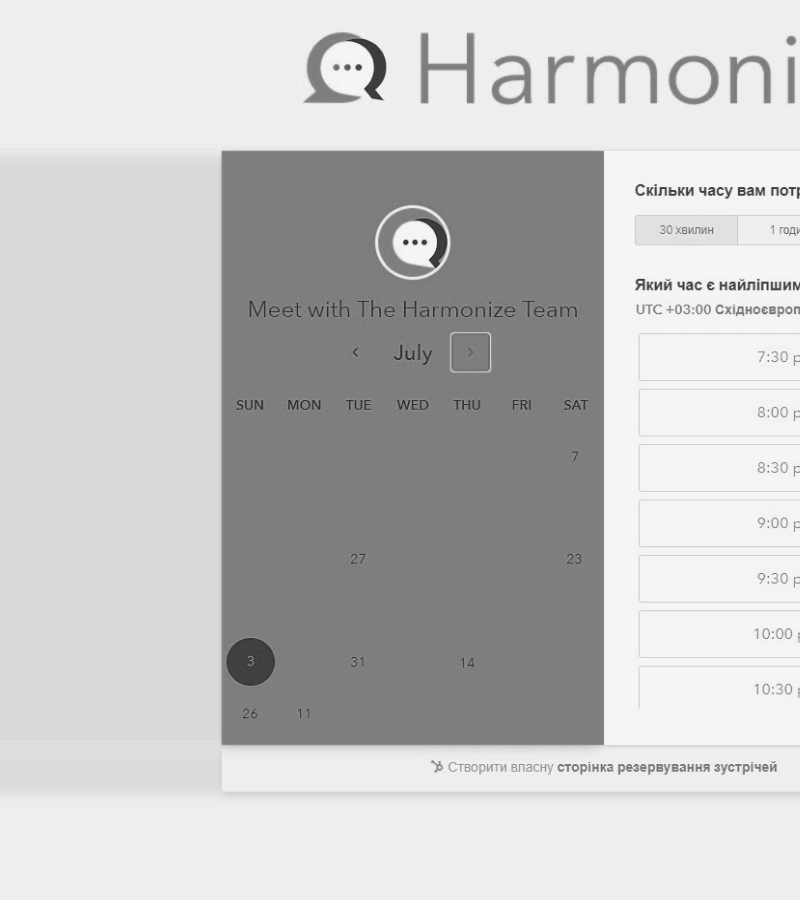 Harmoni
Meet with The Harmonize Team
July
SUN MON TUE WED THU FRI SAT
7
27 23
3 31 14
26 11
Скільки часу вам потр
30 хвилин 1 годи
Який час є найліпшим
UTC +03:00 Східноєвроп
7:30 p
8:00 p
8:30 p
9:00 p
9:30 p
10:00 p
10:30 p
Створити власну сторінка резервування зустрічей